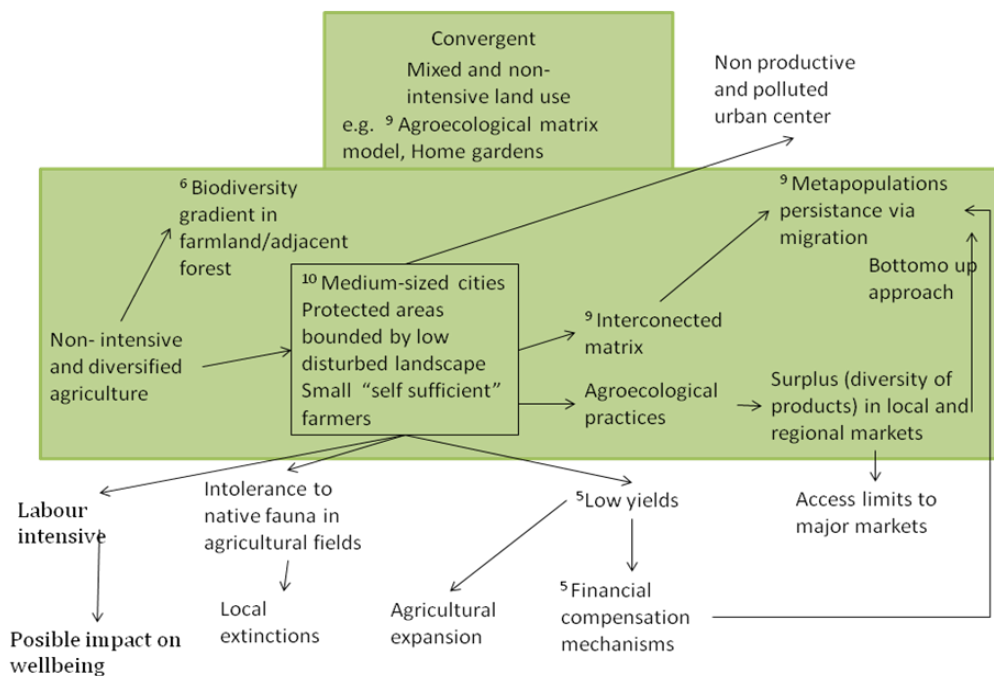 Convergent
Mixed and non-
intensive land use
e.g. ⁹ Agroecological matrix
model, Home gardens
Non productive
and polluted
urban center
⁶ Biodiversity
gradient in
farmland/adjacent
forest
⁹ Metapopulations
persistance via
migration
Bottomo up
approach
Non- intensive
and diversified
agriculture
¹⁰ Medium-sized cities
Protected areas
bounded by low
disturbed landscape
Small “self sufficient”
farmers
⁹ Interconected
matrix
Agroecological
practices
Surplus (diversity of
products) in local and
regional markets
Labour
intensive
Intolerance to
native fauna in
agricultural fields
⁵Low yields
Access limits to
major markets
Posible impact on
wellbeing
Local
extinctions
Agricultural
expansion
⁵Financial
compensation
mechanisms